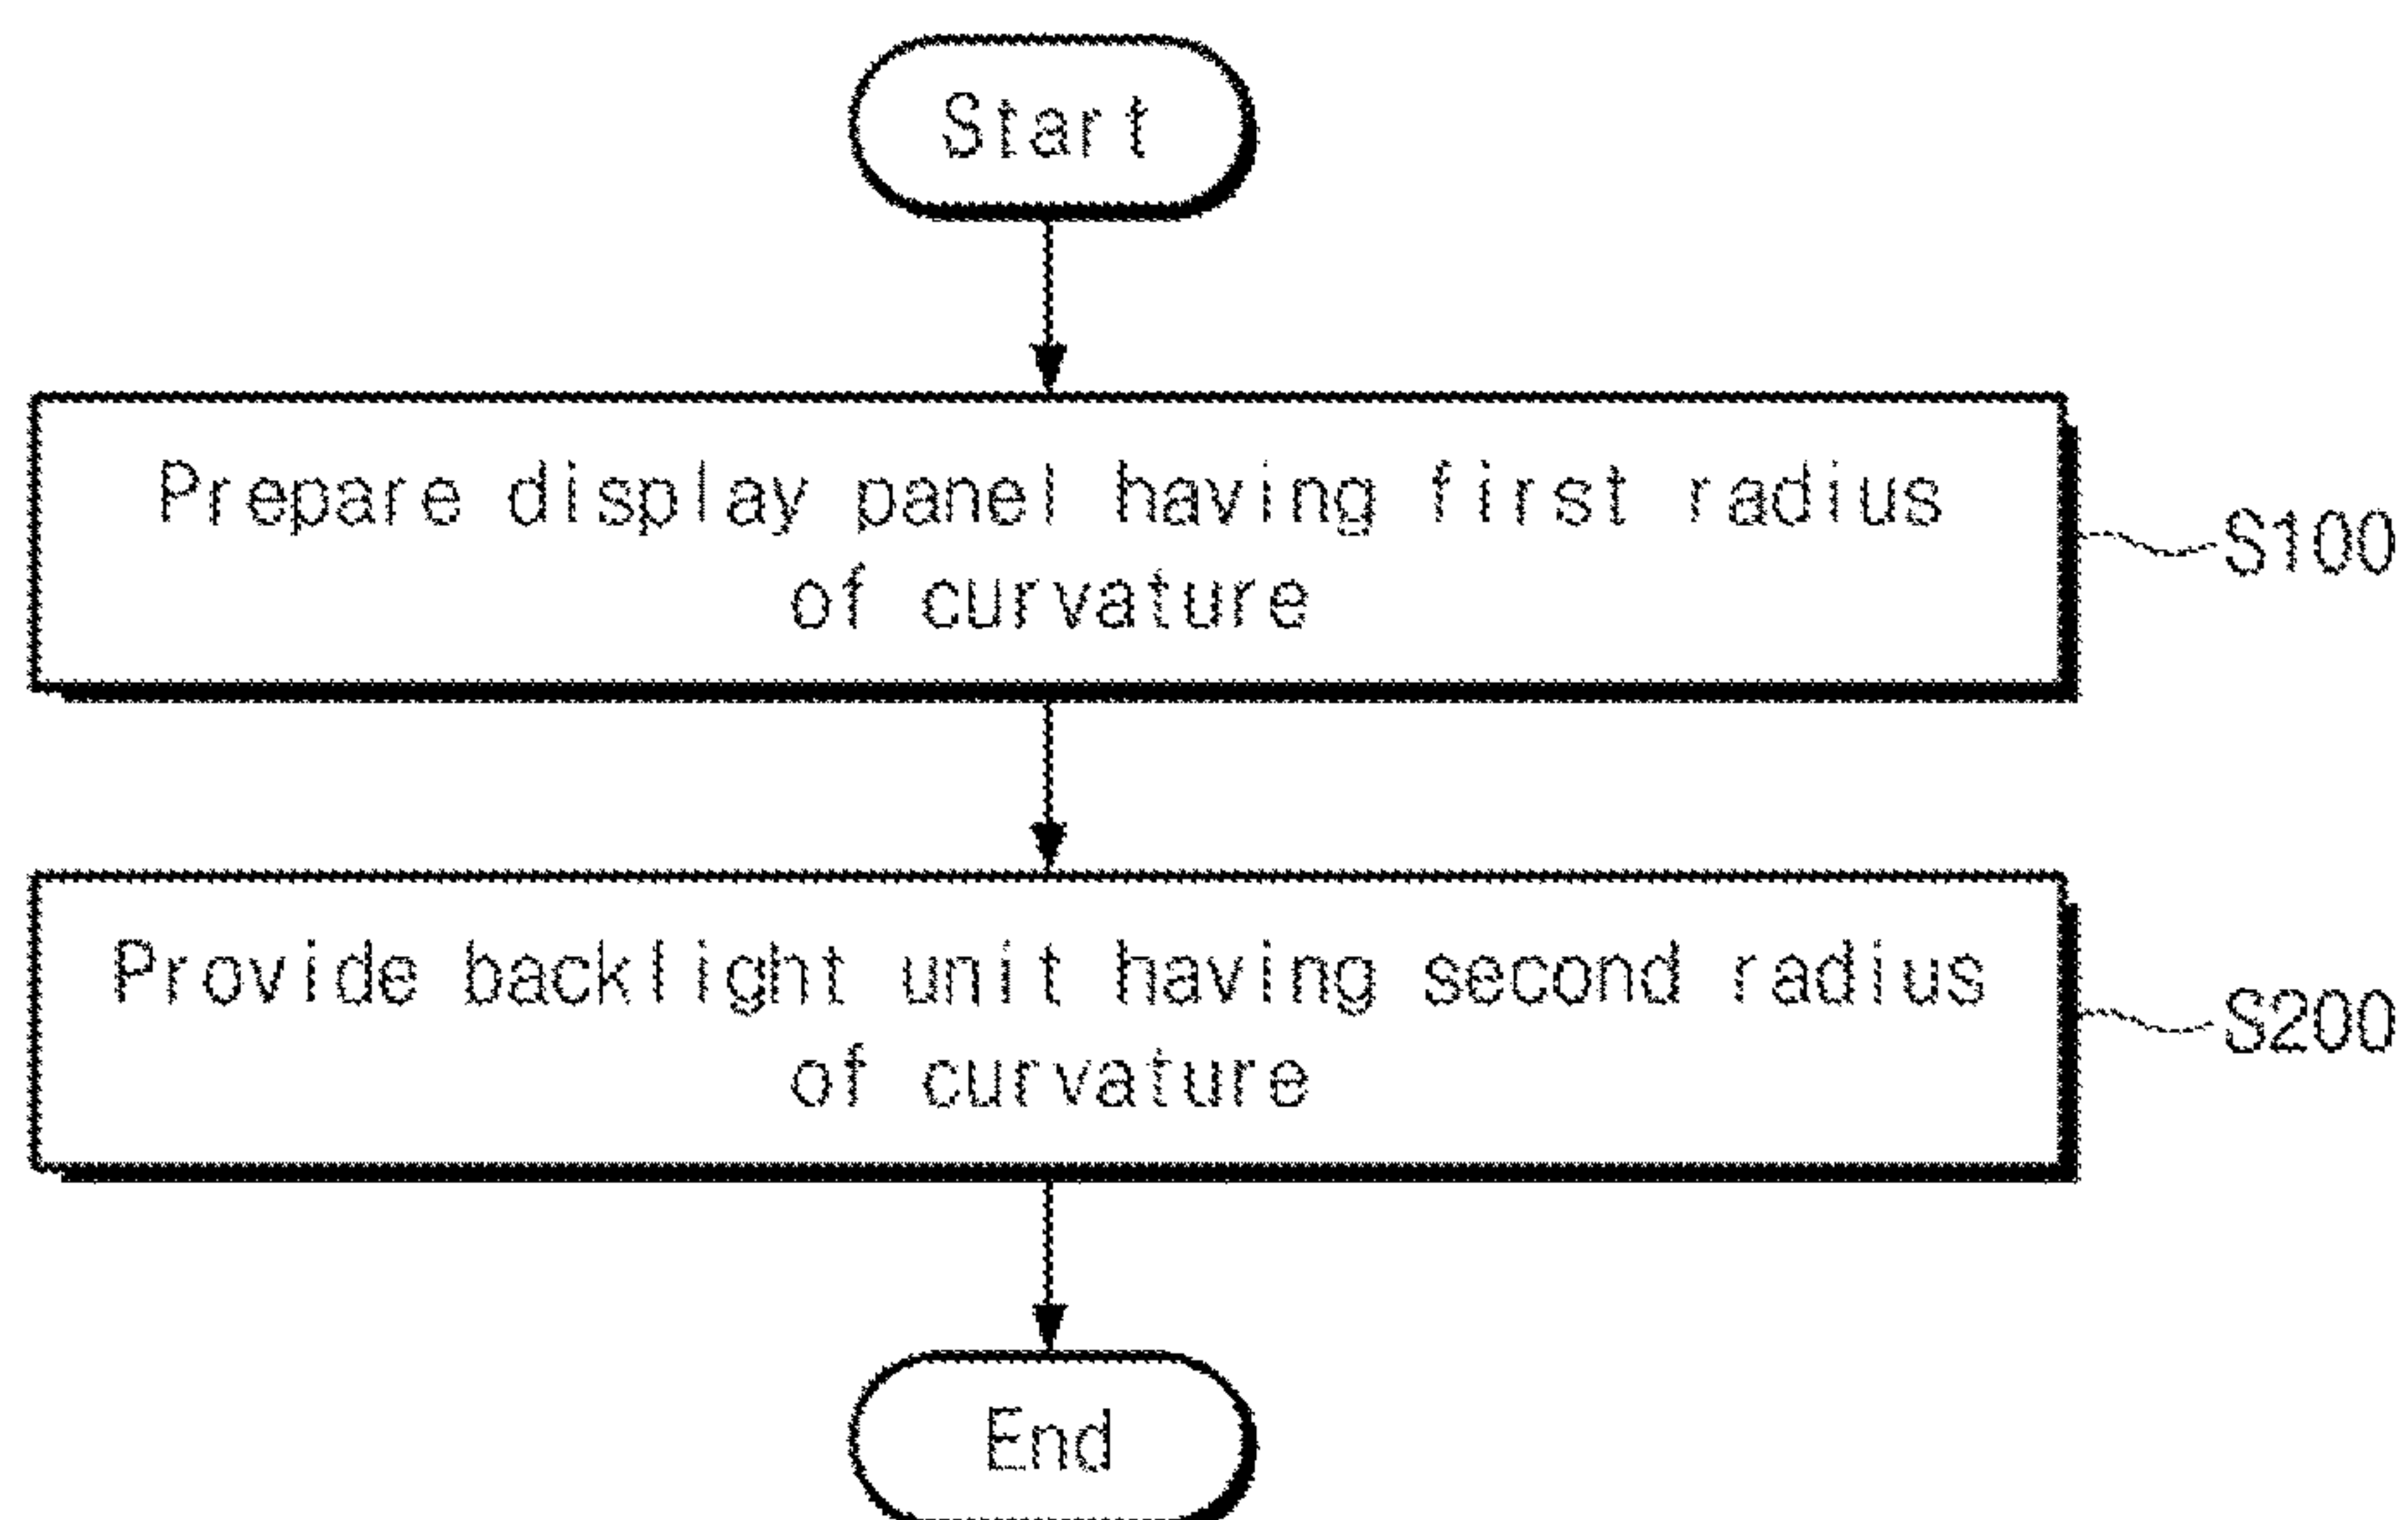 Start
Prepare display panel having first radius
of curvature
S100
Provide backlight unit having second radius
of curvature
S200
End